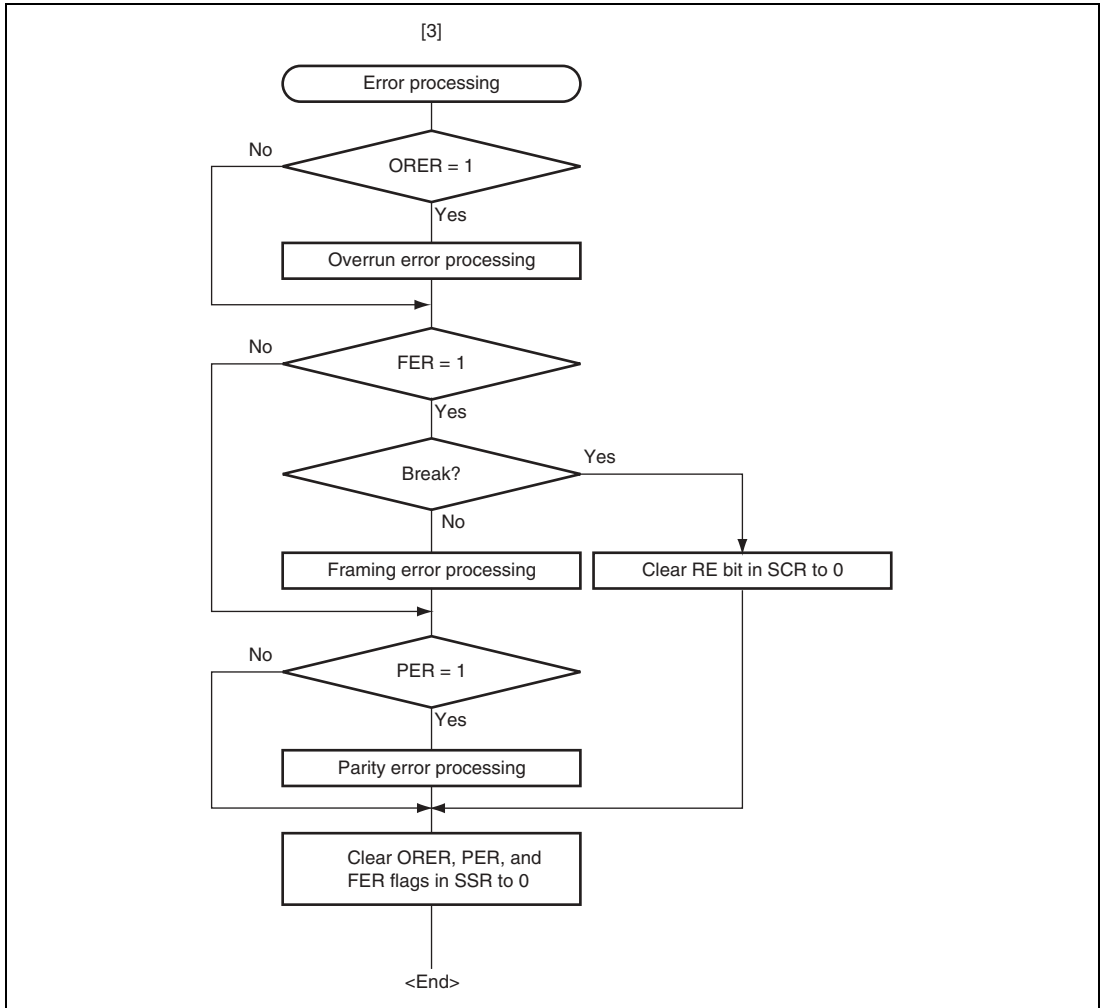 [3]
Error processing
No
ORER = 1
Yes
Overrun error processing
No
FER = 1
Yes
Break?
Yes
No
Framing error processing
Clear RE bit in SCR to 0
No
PER = 1
Yes
Parity error processing
Clear ORER, PER, and
FER flags in SSR to 0
<End>